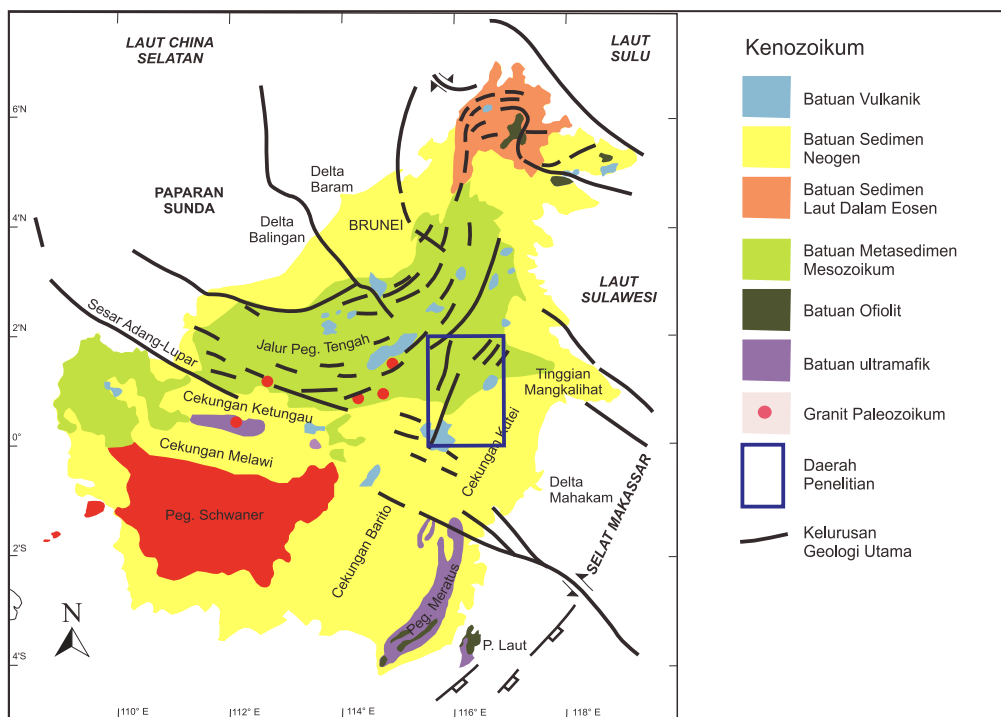 LAUT CHINA
SELATAN
LAUT
SULU
6°N
Delta
Baram
PAPARAN
SUNDA
4°N
Delta
Balingan
BRUNEI
LAUT
SULAWESI
2°N
Sesar Adang-Lupar
Jalur Peg. Tengah
Tinggian
Mangkalihat
Cekungan Ketungau
0°
Cekungan Melawi
Cekungan Kutei
Delta
Mahakam
Peg. Schwaner
Cekungan Barito
SELAT MAKASSAR
2°S
Peg. Meratus
N
P. Laut
4°S
110° E
112° E
114° E
116° E
118° E
Kenozoikum
Batuan Vulkanik
Batuan Sedimen
Neogen
Batuan Sedimen
Laut Dalam Eosen
Batuan Metasedimen
Mesozoikum
Batuan Ofiolit
Batuan ultramafik
Granit Paleozoikum
Daerah
Penelitian
Kelurusan
Geologi Utama